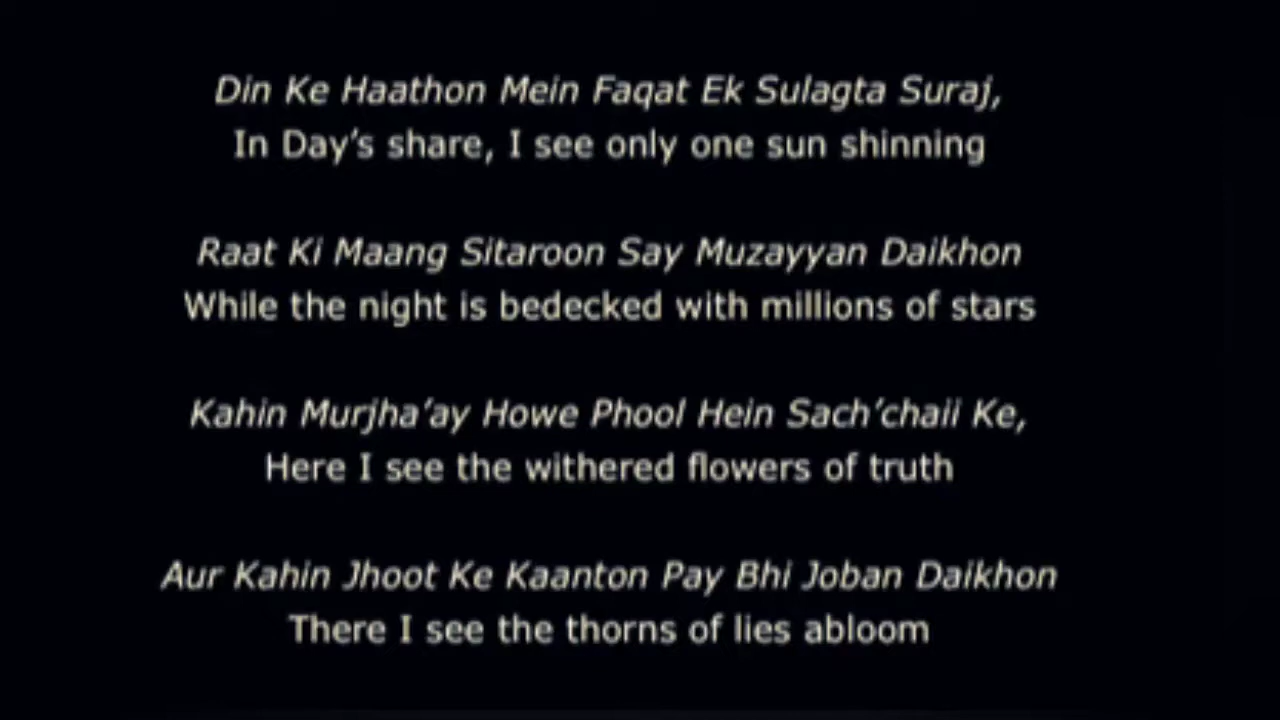 Din Ke Haathon Mein Faqat Ek Sulagta Suraj,
In Day's share, I see only one sun shinning
Raat Ki Maang Sitaroon Say Muzayyan Daikhon
While the night is bedecked with millions of stars
Kahin Murjha'ay Howe Phool Hein Sach'chaii Ke,
Here I see the withered flowers of truth
Aur Kahin Jhoot Ke Kaanton Pay Bhi Joban Daikhon
There I see the thorns of lies abloom